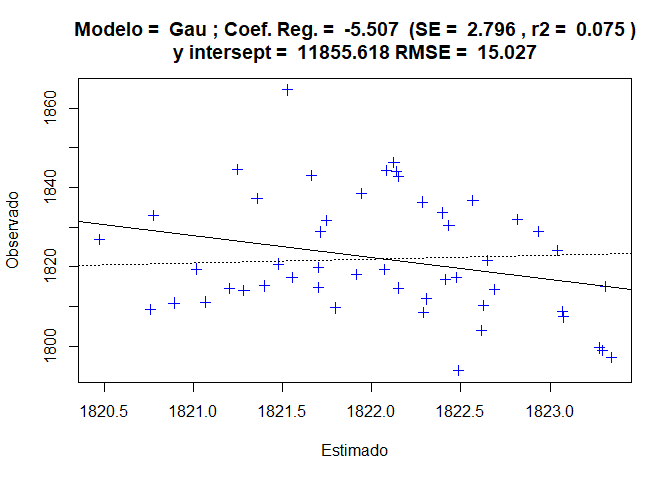 Modelo = Gau ; Coef. Reg. = -5.507 (SE = 2.796 , r2 = 0.075 )
y intersept = 11855.618 RMSE = 15.027
1860
1840
1820
1800
Observado
1820.5 1821.0 1821.5 1822.0 1822.5 1823.0
Estimado